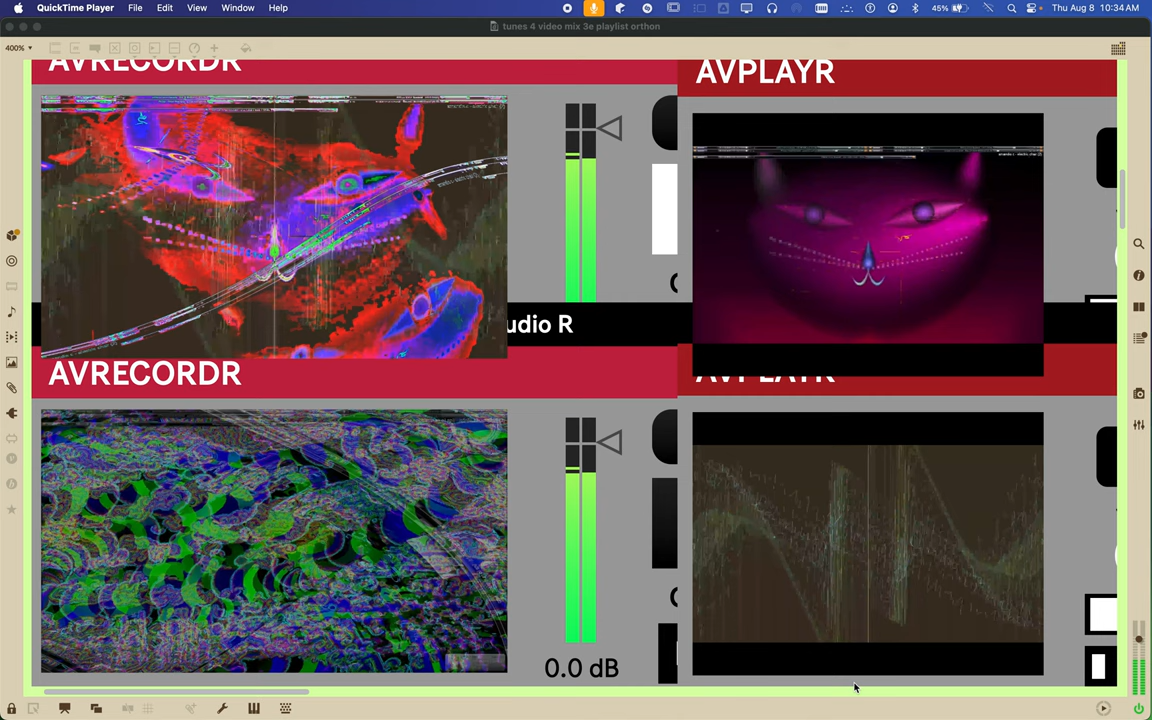 QuickTime Player File Edit View Window Help 45% Thu Aug 8 10:34 AM
tunes 4 video mix 3e playlist orthon
400%
AVRECORDR
AVPLAYR
udio R
AVRECORDR
AVPLAYR
0.0 dB